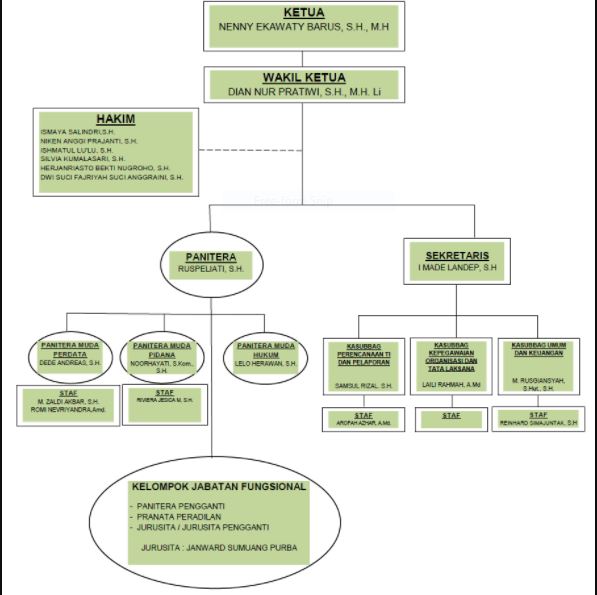 KETUA
NENNY EKAWATY BARUS, S.H., M.H
WAKIL KETUA
DIAN NUR PRATIWI, S.H., M.H. Li
HAKIM
ISMAYA SALINDRI,S.H.
NIKEN ANGGI PRAJANTI, S.H.
ISHMATUL LU'LU, S.H.
SILVIA KUMALASARI, S.H.
HERJANRIASTO BEKTI NUGROHO, S.H.
DWI SUCI FAJRIYAH SUCI ANGGRAINI, S.H.
Free-form Snip
PANITERA
RUSPELIATI, S.H.
SEKRETARIS
I MADE LANDEP, S.H
PANITERA MUDA
PERDATA
DEDE ANDREAS, S.H.
STAF
M. ZALDI AKBAR, S.H.
ROMI NEVRIYANDRA,Amd.
PANITERA MUDA
PIDANA
NOORHAYATI, S.Kom.,
S.H.
STAF
RIVIERA JESICA M, S.H.
PANITERA MUDA
HUKUM
LELO HERAWAN, S.H.
KASUBBAG
PERENCANAAN TI
DAN PELAPORAN
SAMSUL RIZAL, S.H.
STAF
AROFAH AZHAR, A.Md.
KASUBBAG
KEPEGAWAIAN
ORGANISASI DAN
TATA LAKSANA
LAILI RAHMAH, A.Md
STAF
KASUBBAG UMUM
DAN KEUANGAN
M. RUSGIANSYAH,
S.Hut., S.H.
STAF
REINHARD SIMAJUNTAK, S.H
KELOMPOK JABATAN FUNGSIONAL
- PANITERA PENGGANTI
- PRANATA PERADILAN
- JURUSITA / JURUSITA PENGGANTI
JURUSITA : JANWARD SUMUANG PURBA